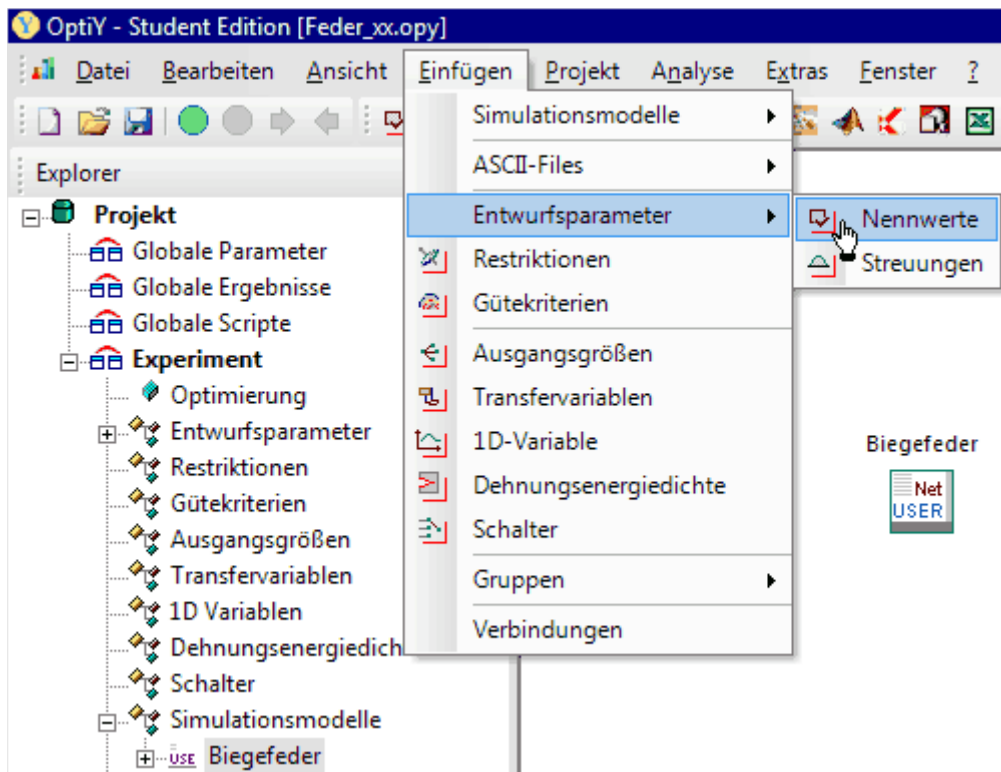 OptiY - Student Edition [Feder_xx.opy]
Datei Bearbeiten Ansicht Einfügen Projekt Analyse Extras Fenster ?
Explorer
Projekt
Globale Parameter
Globale Ergebnisse
Globale Scripte
Experiment
Optimierung
Entwurfsparameter
Restriktionen
Gütekriterien
Ausgangsgrößen
Transfervariablen
1D Variablen
Dehnungsenergiedich
Schalter
Simulationsmodelle
USE Biegefeder
Simulationsmodelle
ASCII-Files
Entwurfsparameter
Restriktionen
Gütekriterien
Ausgangsgrößen
Transfervariablen
1D-Variable
Dehnungsenergiedichte
Schalter
Gruppen
Verbindungen
Nennwerte
Streuungen
Biegefeder
Net
USER